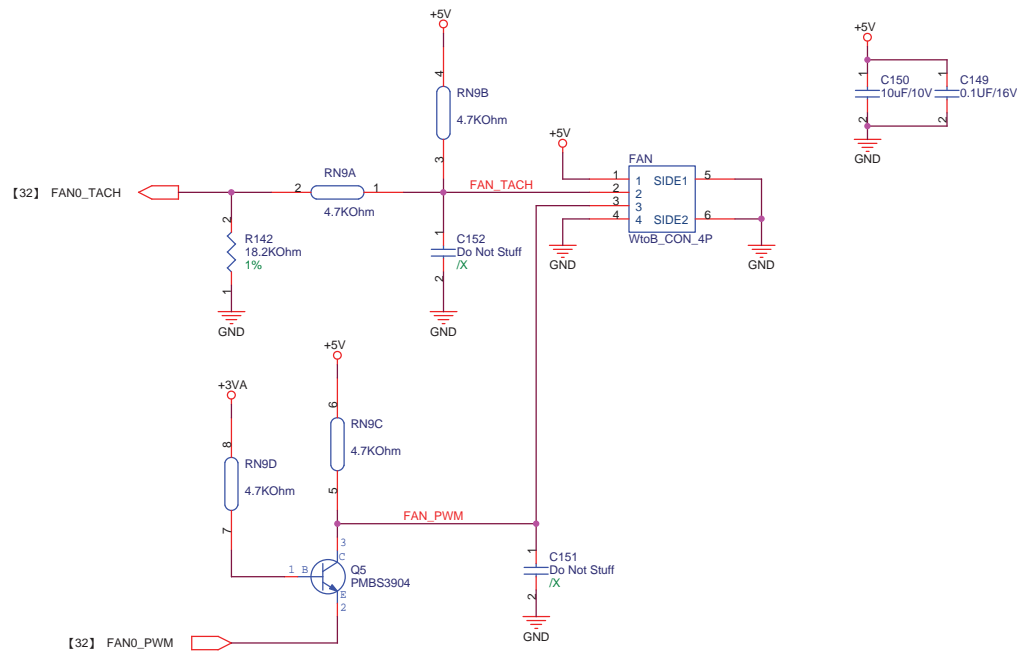 +5V
4
RN9B
4.7KOhm
3
+5V
1
C150
10uF/10V
2
1
C149
0.1UF/16V
2
GND
【32】 FAN0_TACH
2
RN9A
1
4.7KOhm
FAN_TACH
+5V
FAN
1
2
3
4
1
2
3
4
SIDE1
SIDE2
5
6
WtoB_CON_4P
GND
GND
2
R142
18.2KOhm
1%
1
GND
1
C152
Do Not Stuff
/X
2
GND
+5V
6
RN9C
4.7KOhm
5
+3VA
8
RN9D
4.7KOhm
7
FAN_PWM
3
C
1
B
Q5
PMBS3904
E
2
1
C151
Do Not Stuff
/X
2
GND
【32】 FAN0_PWM